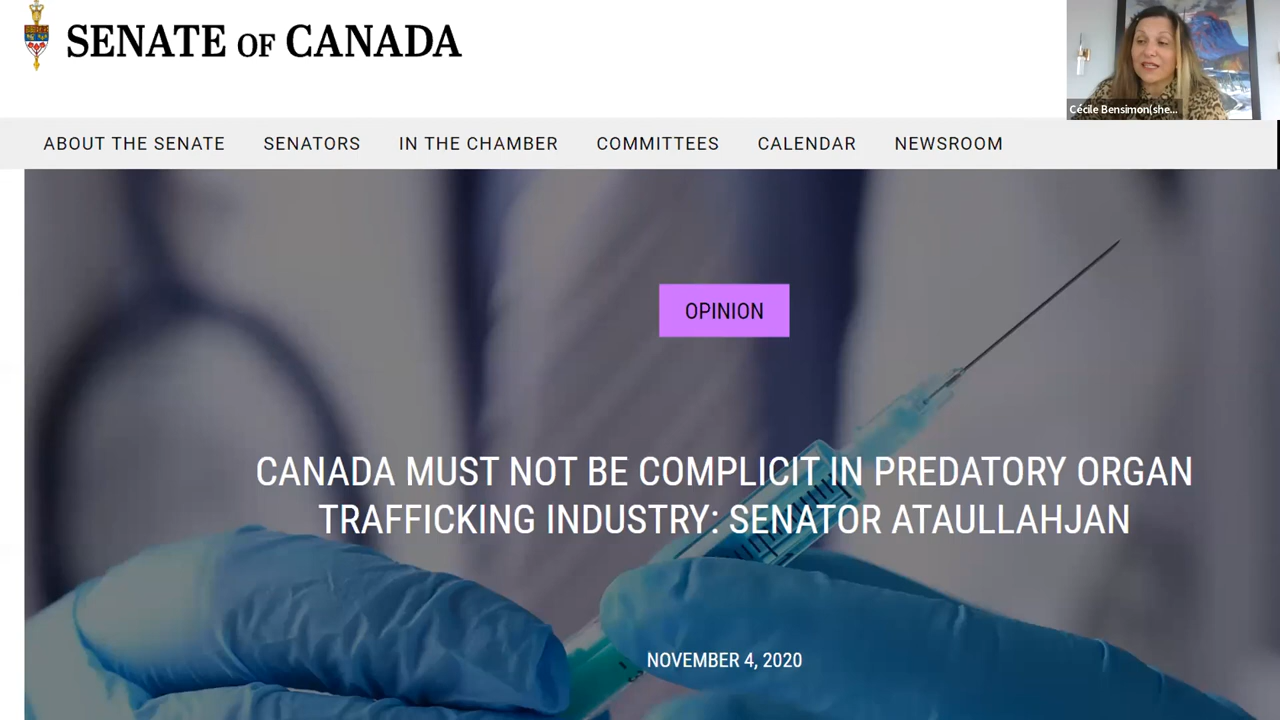 SENATE OF CANADA
Cécile Bensimon(she...
ABOUT THE SENATE SENATORS IN THE CHAMBER COMMITTEES CALENDAR NEWSROOM
OPINION
CANADA MUST NOT BE COMPLICIT IN PREDATORY ORGAN
TRAFFICKING INDUSTRY: SENATOR ATAULLAHJAN
NOVEMBER 4, 2020